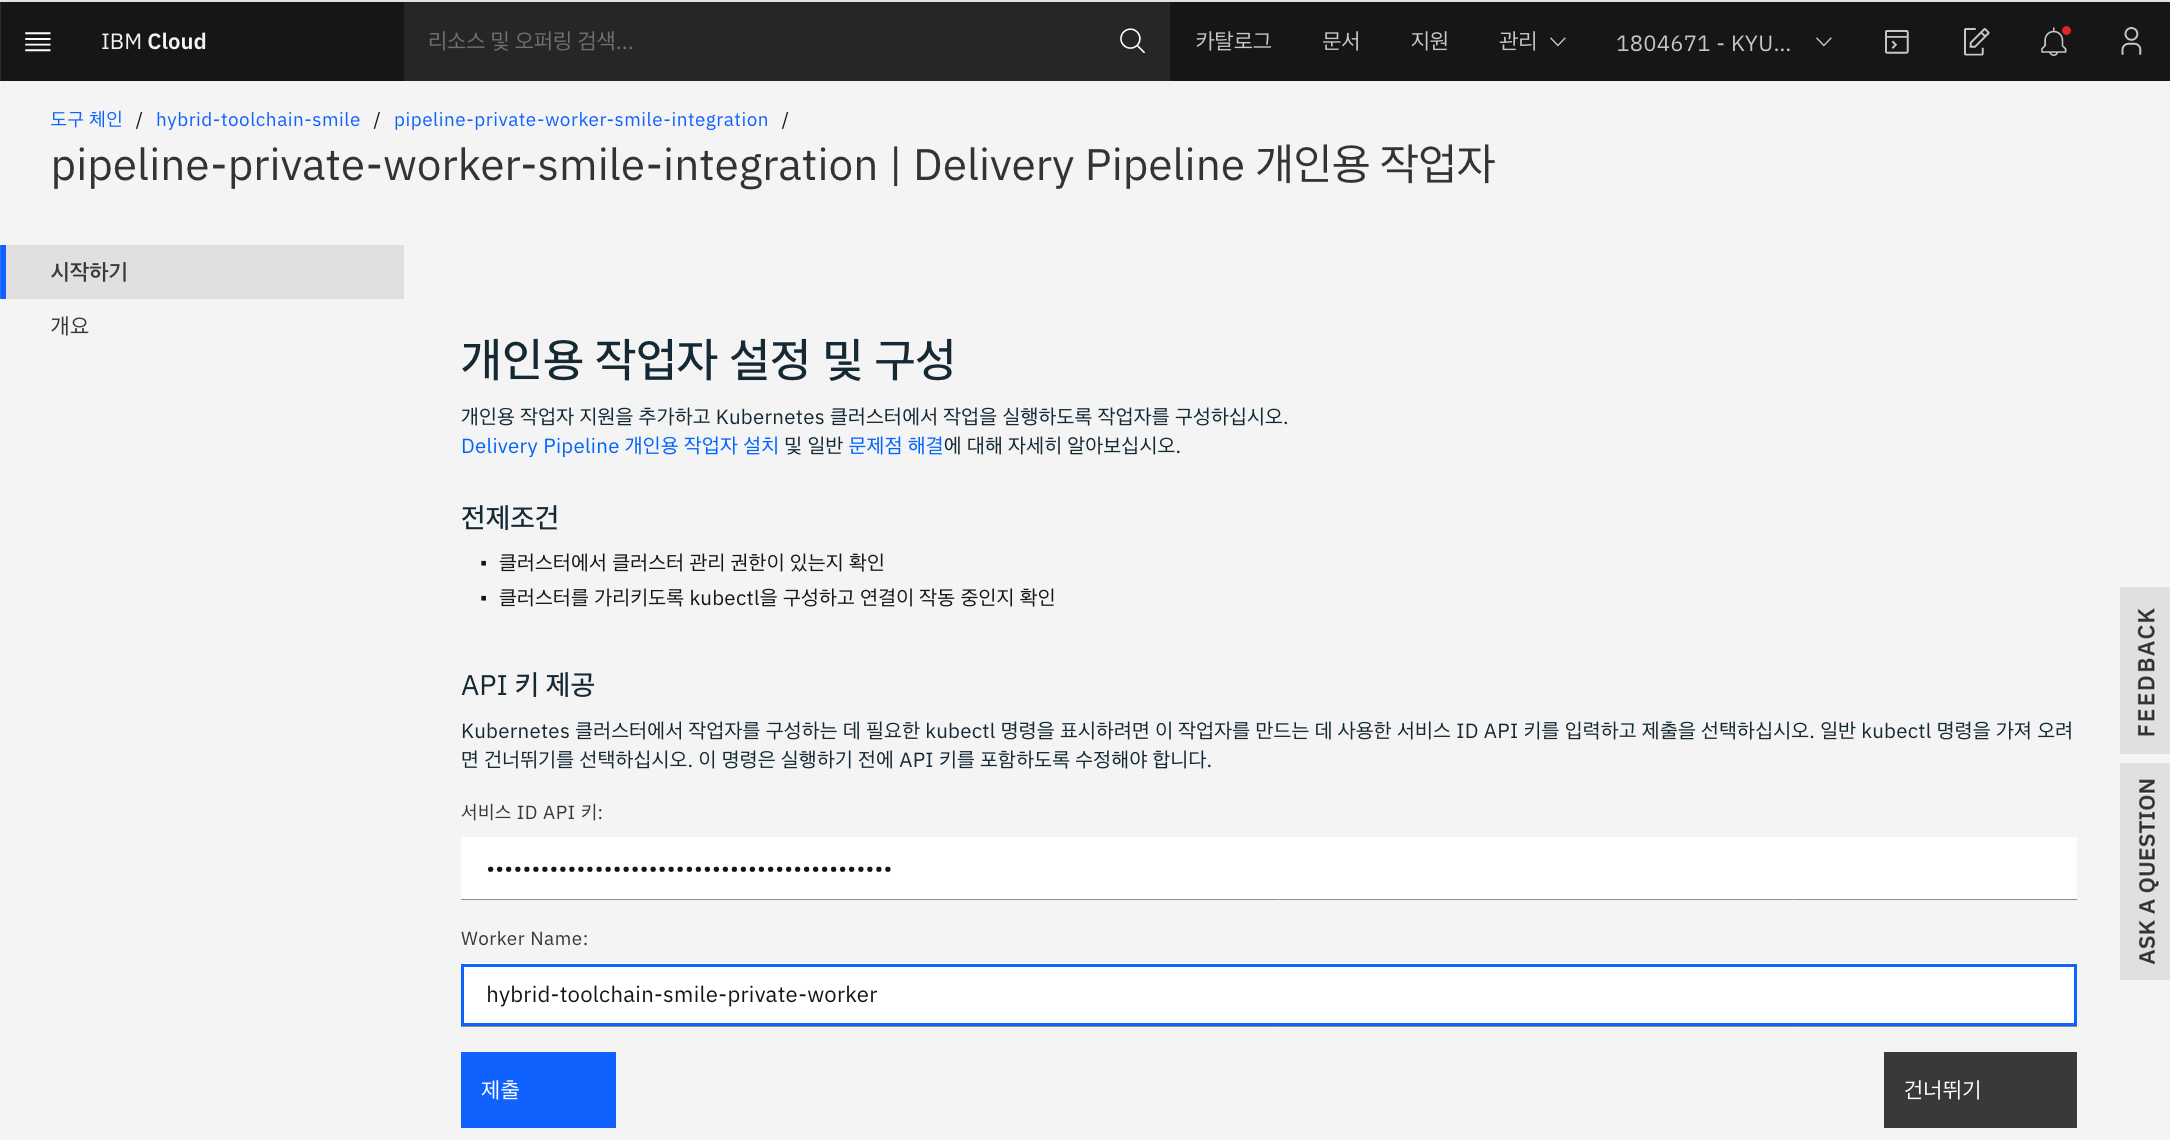 IBM Cloud
리소스 및 오퍼링 검색...
카탈로그
문서
지원
관리
1804671 - KYU...
도구 체인 / hybrid-toolchain-smile / pipeline-private-worker-smile-integration /
pipeline-private-worker-smile-integration | Delivery Pipeline 개인용 작업자
시작하기
개요
개인용 작업자 설정 및 구성
개인용 작업자 지원을 추가하고 Kubernetes 클러스터에서 작업을 실행하도록 작업자를 구성하십시오.
Delivery Pipeline 개인용 작업자 설치 및 일반 문제점 해결에 대해 자세히 알아보십시오.
전제조건
▪ 클러스터에서 클러스터 관리 권한이 있는지 확인
▪ 클러스터를 가리키도록 kubectl을 구성하고 연결이 작동 중인지 확인
API 키 제공
Kubernetes 클러스터에서 작업자를 구성하는 데 필요한 kubectl 명령을 표시하려면 이 작업자를 만드는 데 사용한 서비스 ID API 키를 입력하고 제출을 선택하십시오. 일반 kubectl 명령을 가져 오려
면 건너뛰기를 선택하십시오. 이 명령은 실행하기 전에 API 키를 포함하도록 수정해야 합니다.
서비스 ID API 키:
••••••••••••••••••••••••••••••••••••••••••••
Worker Name:
hybrid-toolchain-smile-private-worker
제출
건너뛰기
FEEDBACK
ASK A QUESTION